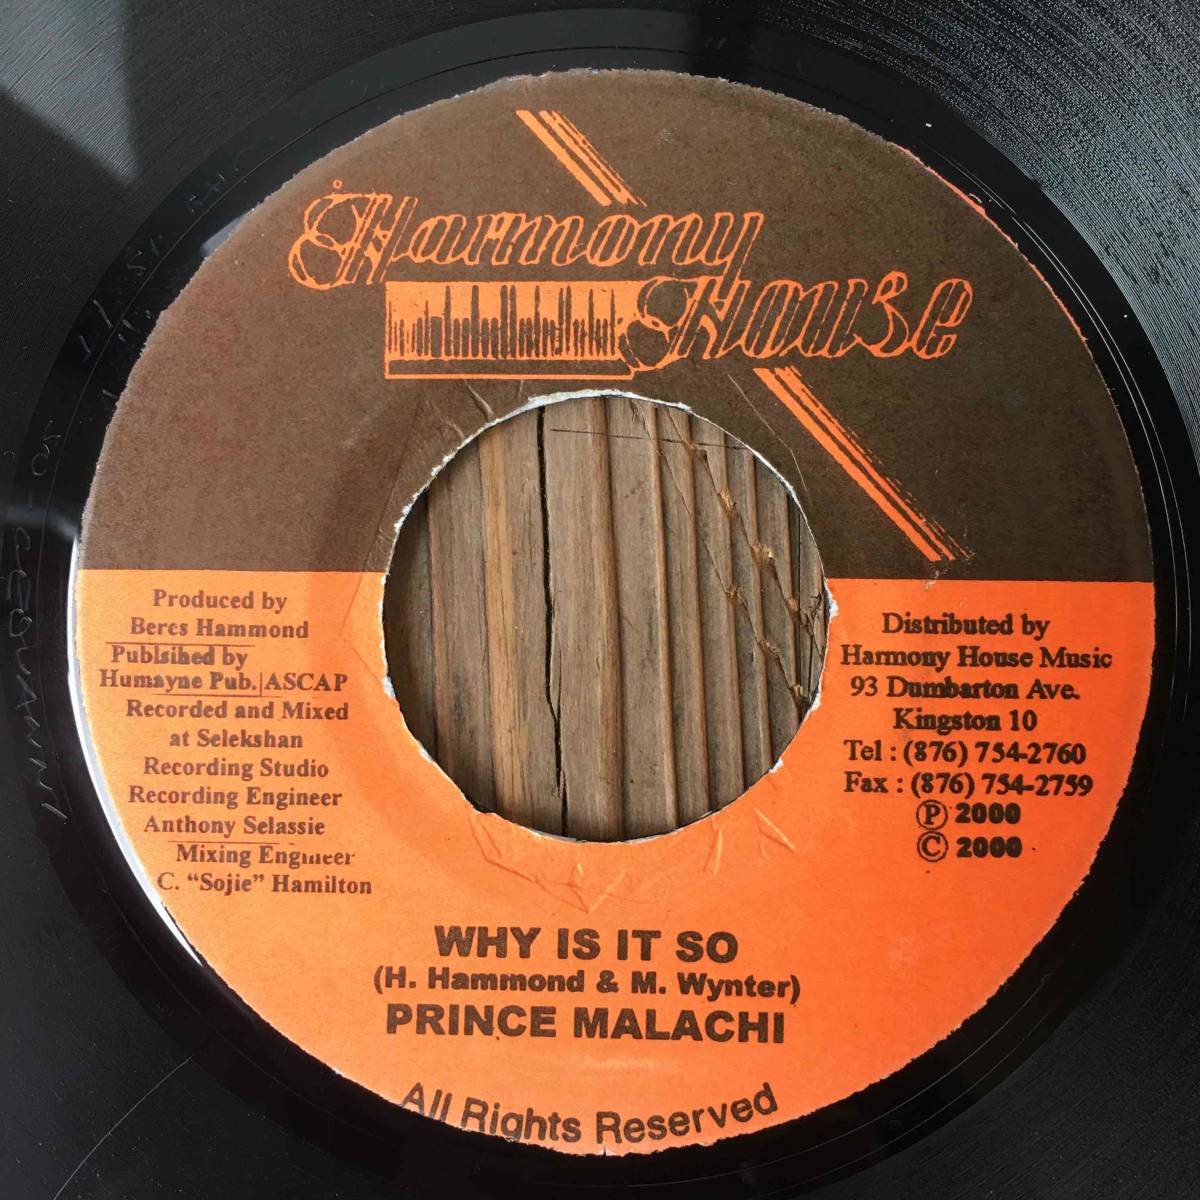 Harmony
House
Produced by
Beres Hammond
Publsihed by
Humayne Pub.|ASCAP
Recorded and Mixed
at Selekshan
Recording Studio
Recording Engineer
Anthony Selassie
Mixing Engineer
C. "Sojie" Hamilton
Distributed by
Harmony House Music
93 Dumbarton Ave.
Kingston 10
Tel : (876) 754-2760
Fax : (876) 754-2759
Ⓟ 2000
© 2000
WHY IS IT SO
(H. Hammond & M. Wynter)
PRINCE MALACHI
All Rights Reserved